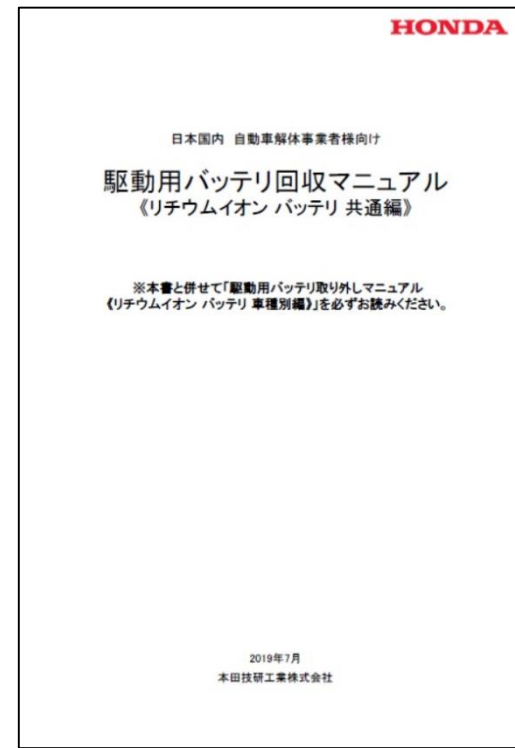 HONDA
日本国内 自動車解体事業者様向け
駆動用バッテリ回収マニュアル
《リチウムイオン バッテリ 共通編》
※本書と併せて「駆動用バッテリ取り外しマニュアル
《リチウムイオン バッテリ 車種別編》」を必ずお読みください。
2019年7月
本田技研工業株式会社